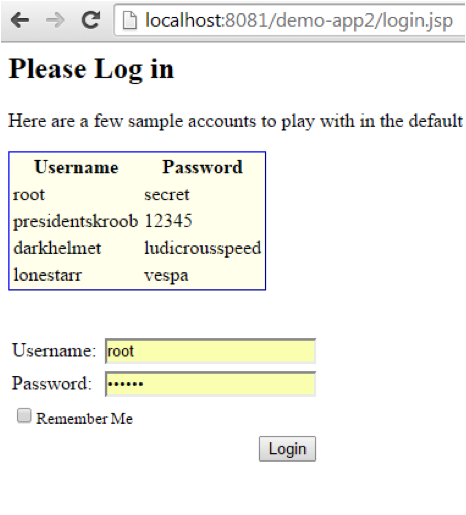 localhost:8081/demo-app2/login.jsp
Please Log in
Here are a few sample accounts to play with in the default
Username Password
root secret
presidentskroob 12345
darkhelmet ludicrousspeed
lonestarr vespa
Username: root
Password: ••••••
Remember Me
Login